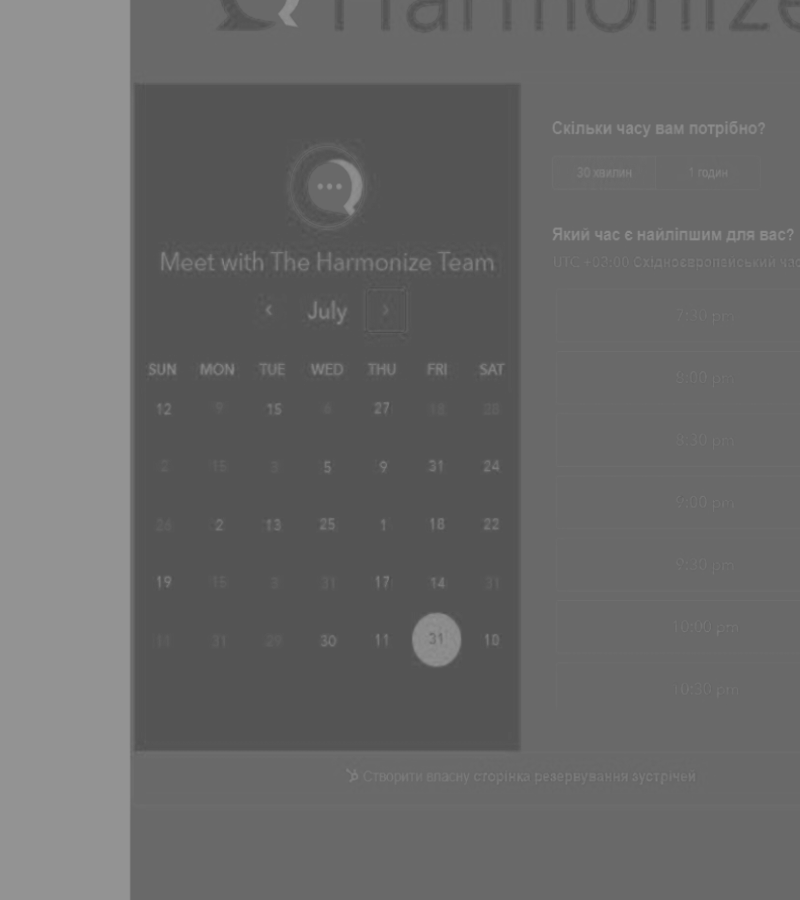 Harmonize
Meet with The Harmonize Team
‹ July ›
SUN MON TUE WED THU FRI SAT
12 9 15 27 28
2 15 3 5 9 31 24
26 2 13 25 1 18 22
19 15 9 31 17 14 31
11 31 29 30 11 31 10
Скільки часу вам потрібно?
30 хвилин 1 годин
Який час є найліпшим для вас?
UTC +03:00 Східноєвропейський час
7:30 pm
8:00 pm
8:30 pm
9:00 pm
9:30 pm
10:00 pm
10:30 pm
Створити власну сторінка резервування зустрічей